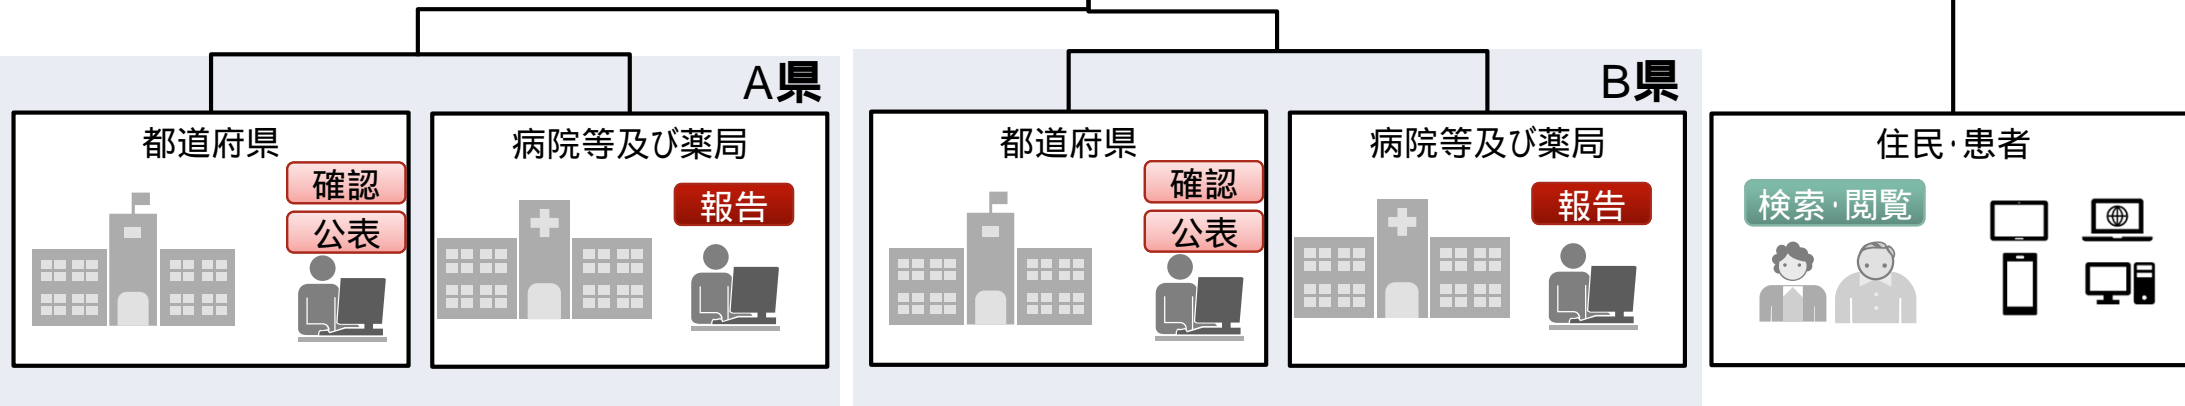 A県
都道府県
確認
公表
病院等及び薬局
報告
B県
都道府県
確認
公表
病院等及び薬局
報告
住民・患者
検索・閲覧